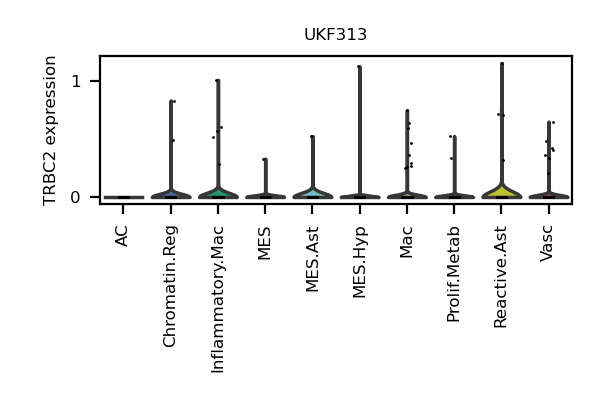 UKF313
TRBC2 expression
1
0
AC
Chromatin.Reg
Inflammatory.Mac
MES
MES.Ast
MES.Hyp
Mac
Prolif.Metab
Reactive.Ast
Vasc